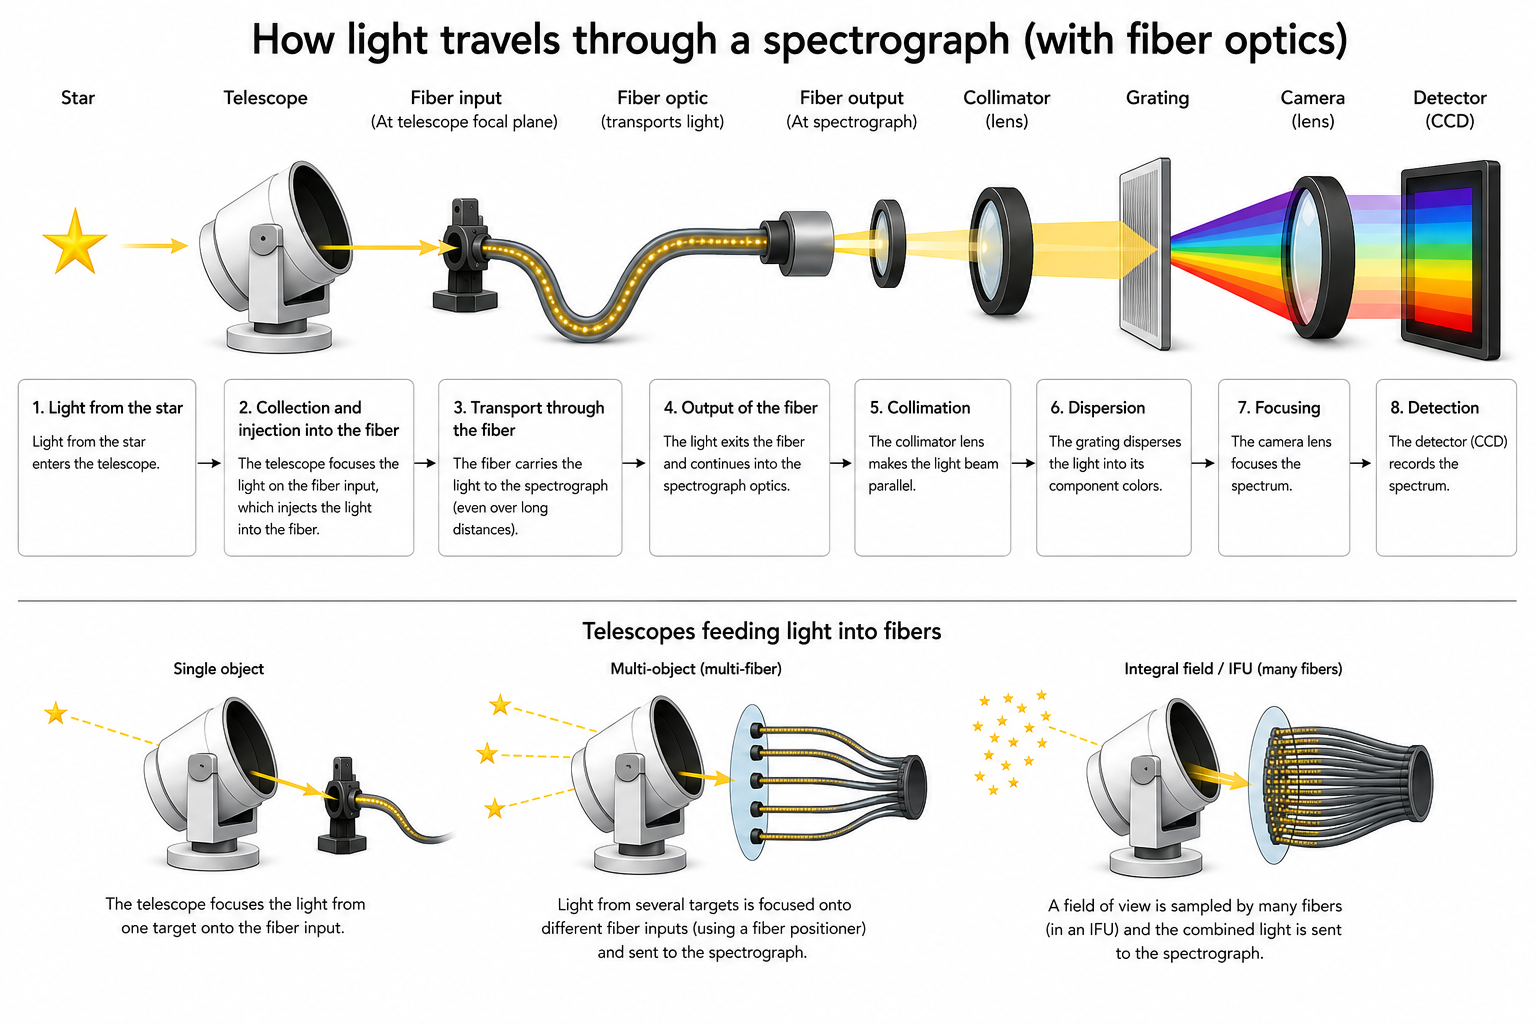 How light travels through a spectrograph (with fiber optics)
Star
Telescope
Fiber input
(At telescope focal plane)
Fiber optic
(transports light)
Fiber output
(At spectrograph)
Collimator
(lens)
Grating
Camera
(lens)
Detector
(CCD)
1. Light from the star
Light from the star
enters the telescope.
2. Collection and
injection into the fiber
The telescope focuses the
light on the fiber input,
which injects the light
into the fiber.
3. Transport through
the fiber
The fiber carries the
light to the spectrograph
(even over long
distances).
4. Output of the fiber
The light exits the fiber
and continues into the
spectrograph optics.
5. Collimation
The collimator lens
makes the light beam
parallel.
6. Dispersion
The grating disperses
the light into its
component colors.
7. Focusing
The camera lens
focuses the
spectrum.
8. Detection
The detector (CCD)
records the
spectrum.
Telescopes feeding light into fibers
Single object
The telescope focuses the light from
one target onto the fiber input.
Multi-object (multi-fiber)
Light from several targets is focused onto
different fiber inputs (using a fiber positioner)
and sent to the spectrograph.
Integral field / IFU (many fibers)
A field of view is sampled by many fibers
(in an IFU) and the combined light is sent
to the spectrograph.